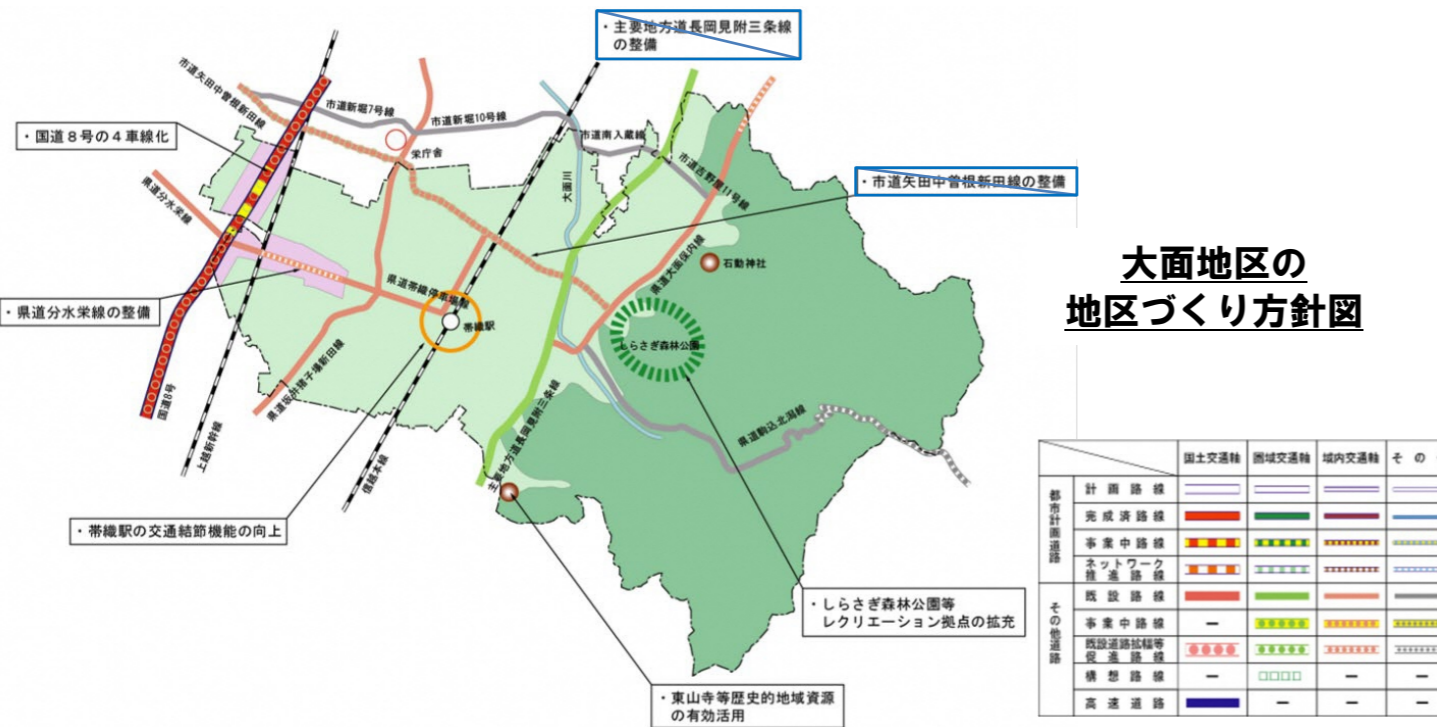 ・主要地方道長岡見附三条線
の整備
市道矢田中曽根新田線
市道新堀7号線
市道新堀10号線
栄庁舎
・国道8号の4車線化
県道分水栄線
大面川
市道南入蔵線
市道吉野屋11号線
・市道矢田中曽根新田線の整備
石動神社
県道大面保内線
大面地区の
地区づくり方針図
・県道分水栄線の整備
県道帯織停車場線
帯織駅
しらさぎ森林公園
国道8号
上越新幹線
県道坂井猪子場新田線
信越本線
主要地方道長岡見附三条線
県道駒込北潟線
・帯織駅の交通結節機能の向上
・しらさぎ森林公園等
レクリエーション拠点の拡充
・東山寺等歴史的地域資源
の有効活用
国土交通軸 圏域交通軸 域内交通軸 その
都市計画道路
計画路線
完成済路線
事業中路線
ネットワーク
推進路線
その他道路
既設路線
事業中路線 －
既設道路拡幅等
促進路線
構想路線 － － －
高速道路 － － －